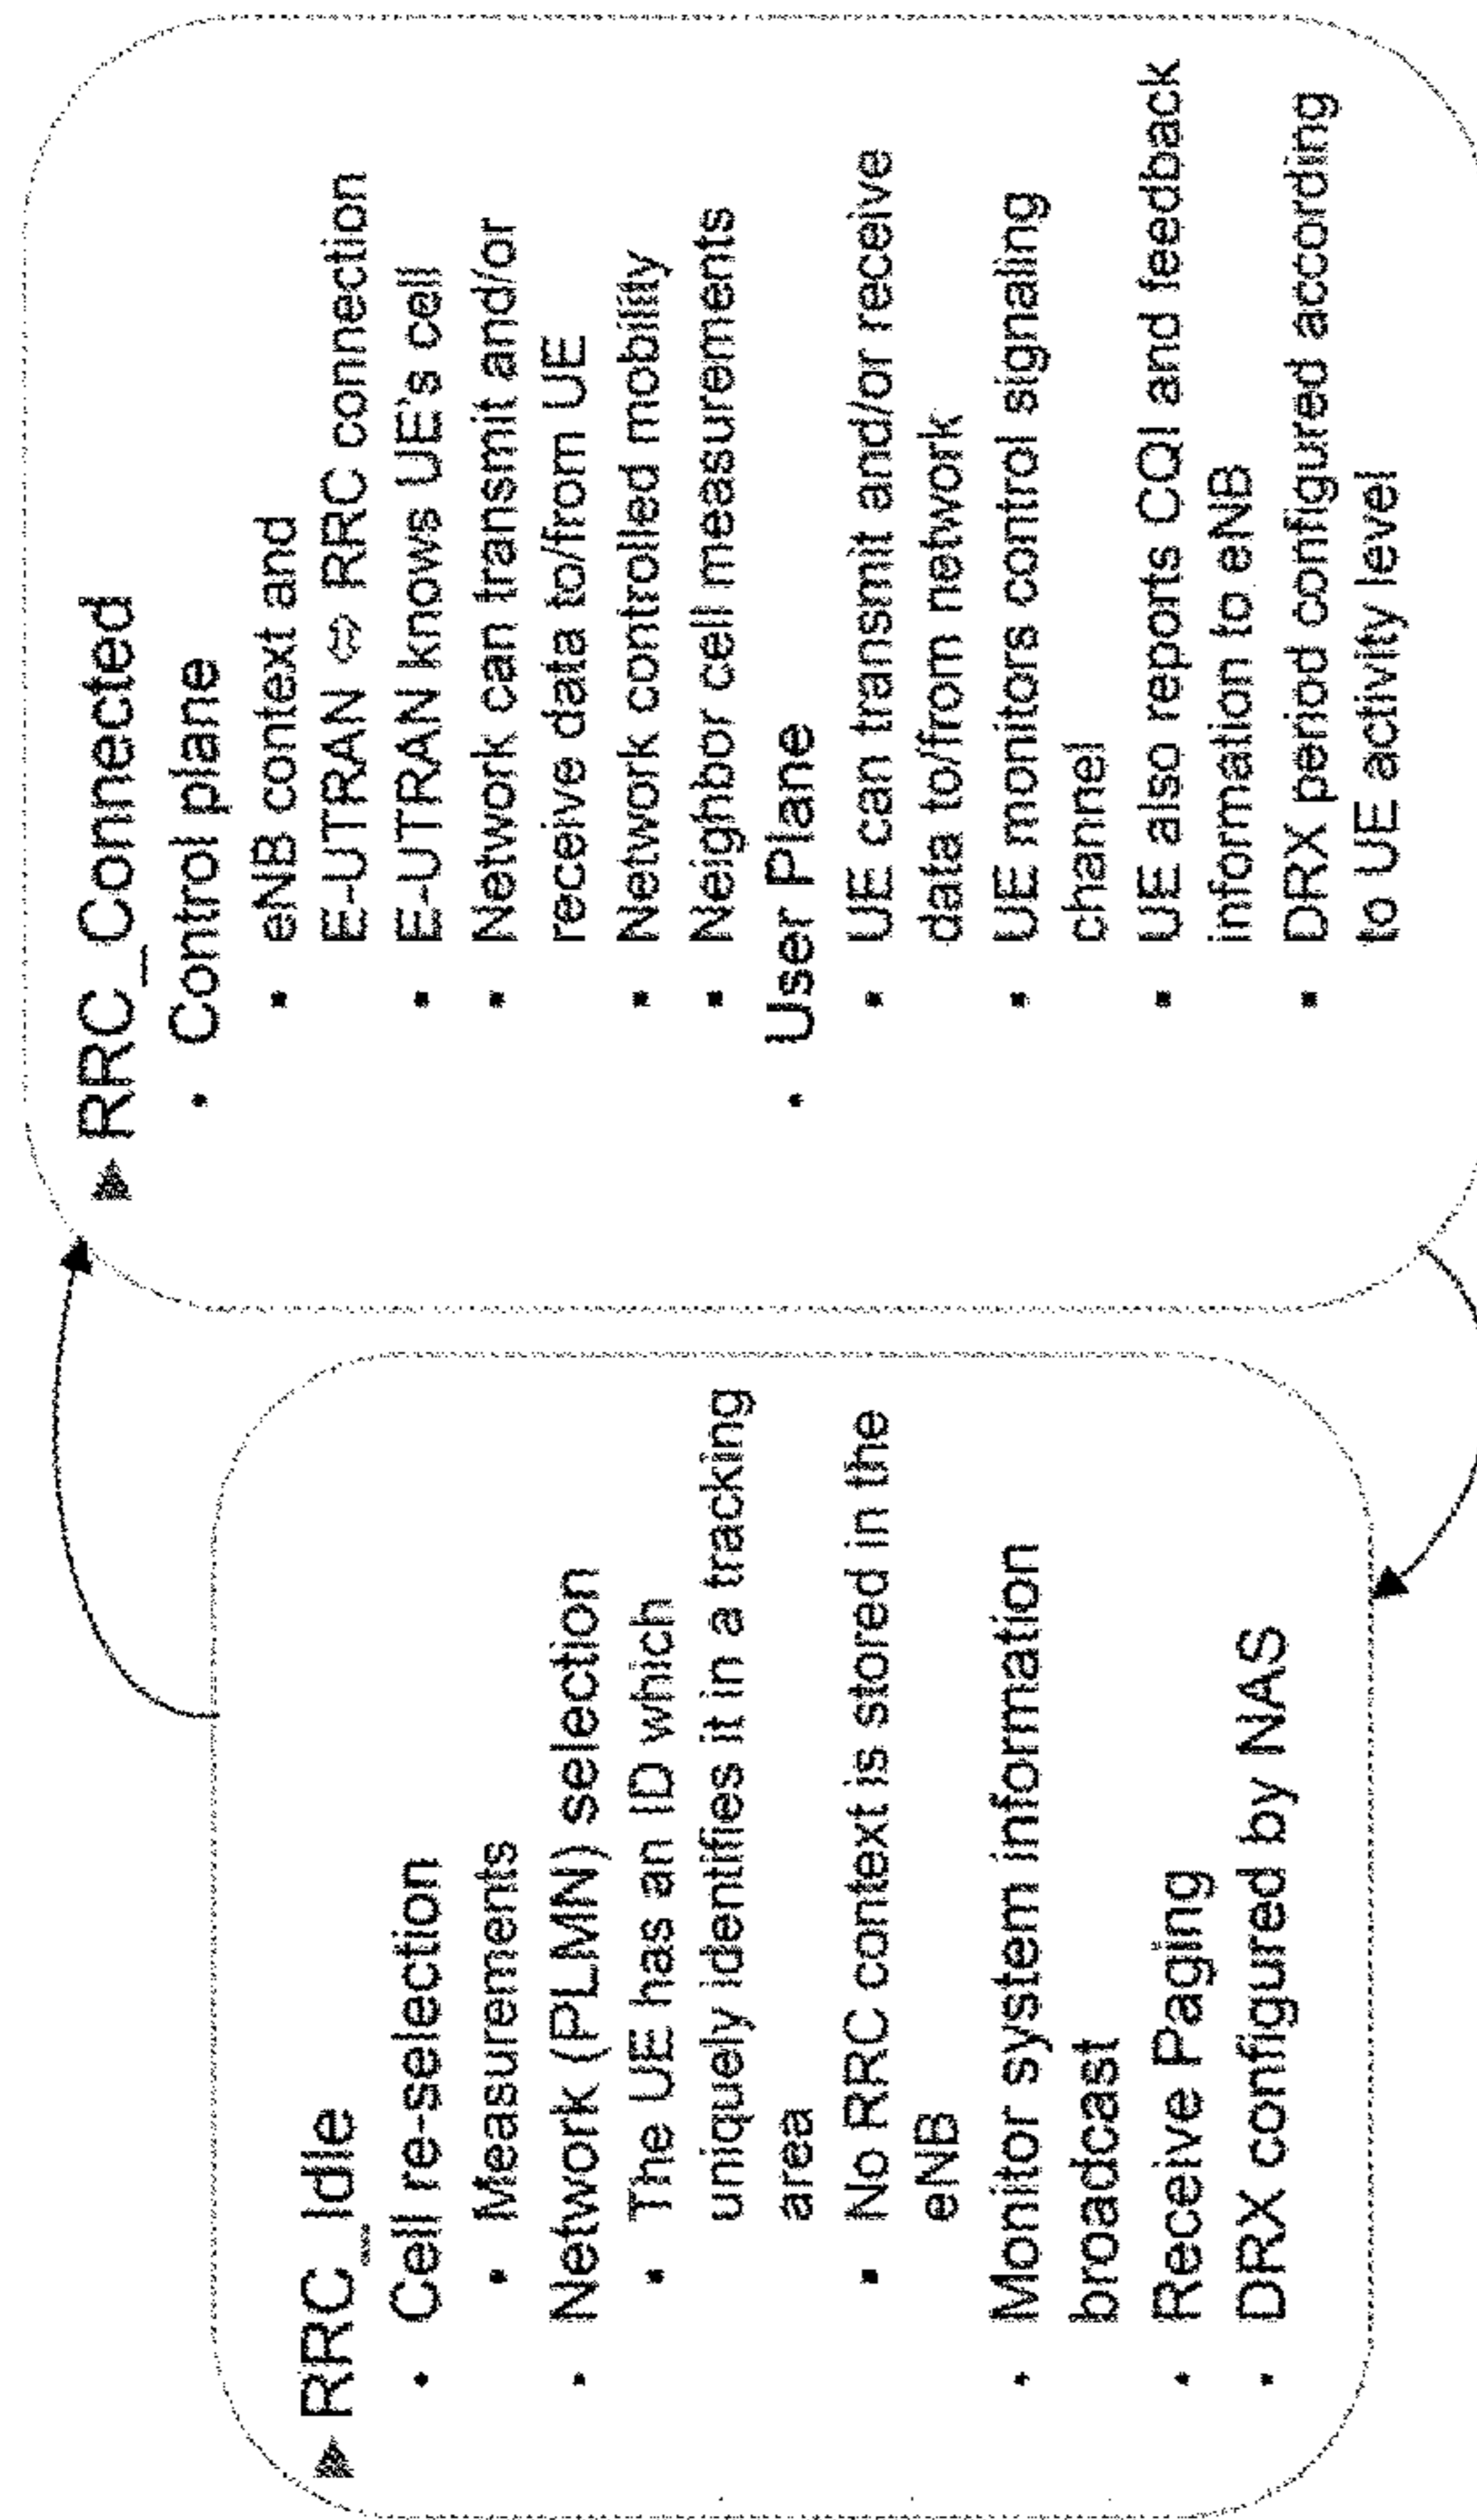 RRC_Idle
Cell re-selection
Measurements
Network (PLMN) selection
The UE has an ID which
uniquely identifies it in a tracking
area
No RRC context is stored in the
eNB
Monitor system information
broadcast
Receive Paging
DRX configured by NAS
RRC_Connected
Control plane
eNB context and
E-UTRAN ⇔ RRC connection
E-UTRAN knows UE's cell
Network can transmit and/or
receive data to/from UE
Network controlled mobility
Neighbor cell measurements
User Plane
UE can transmit and/or receive
data to/from network
UE monitors control signaling
channel
UE also reports CQI and feedback
information to eNB
DRX period configured according
to UE activity level